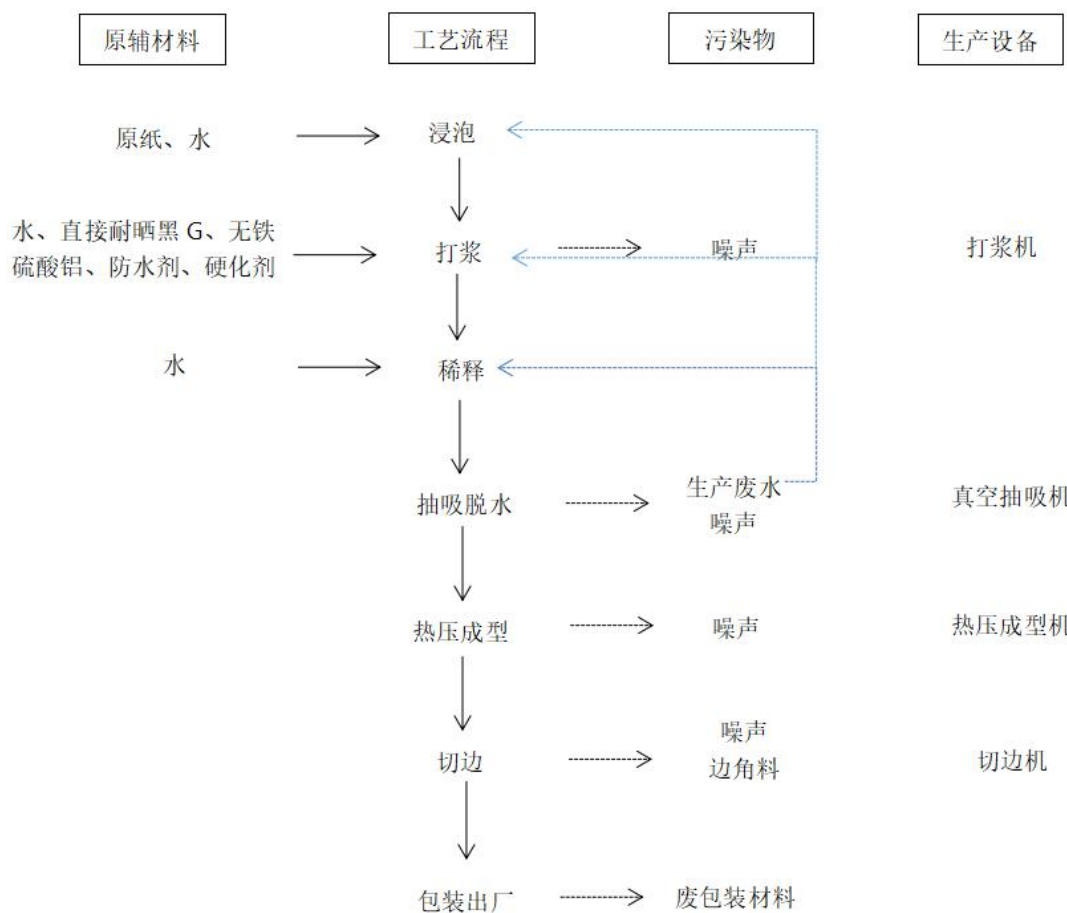 原辅材料 工艺流程 污染物 生产设备
原纸、水 浸泡
水、直接耐晒黑 G、无铁
硫酸铝、防水剂、硬化剂
打浆 噪声 打浆机
水 稀释
抽吸脱水 生产废水
噪声 真空抽吸机
热压成型 噪声 热压成型机
切边 噪声
边角料 切边机
包装出厂 废包装材料